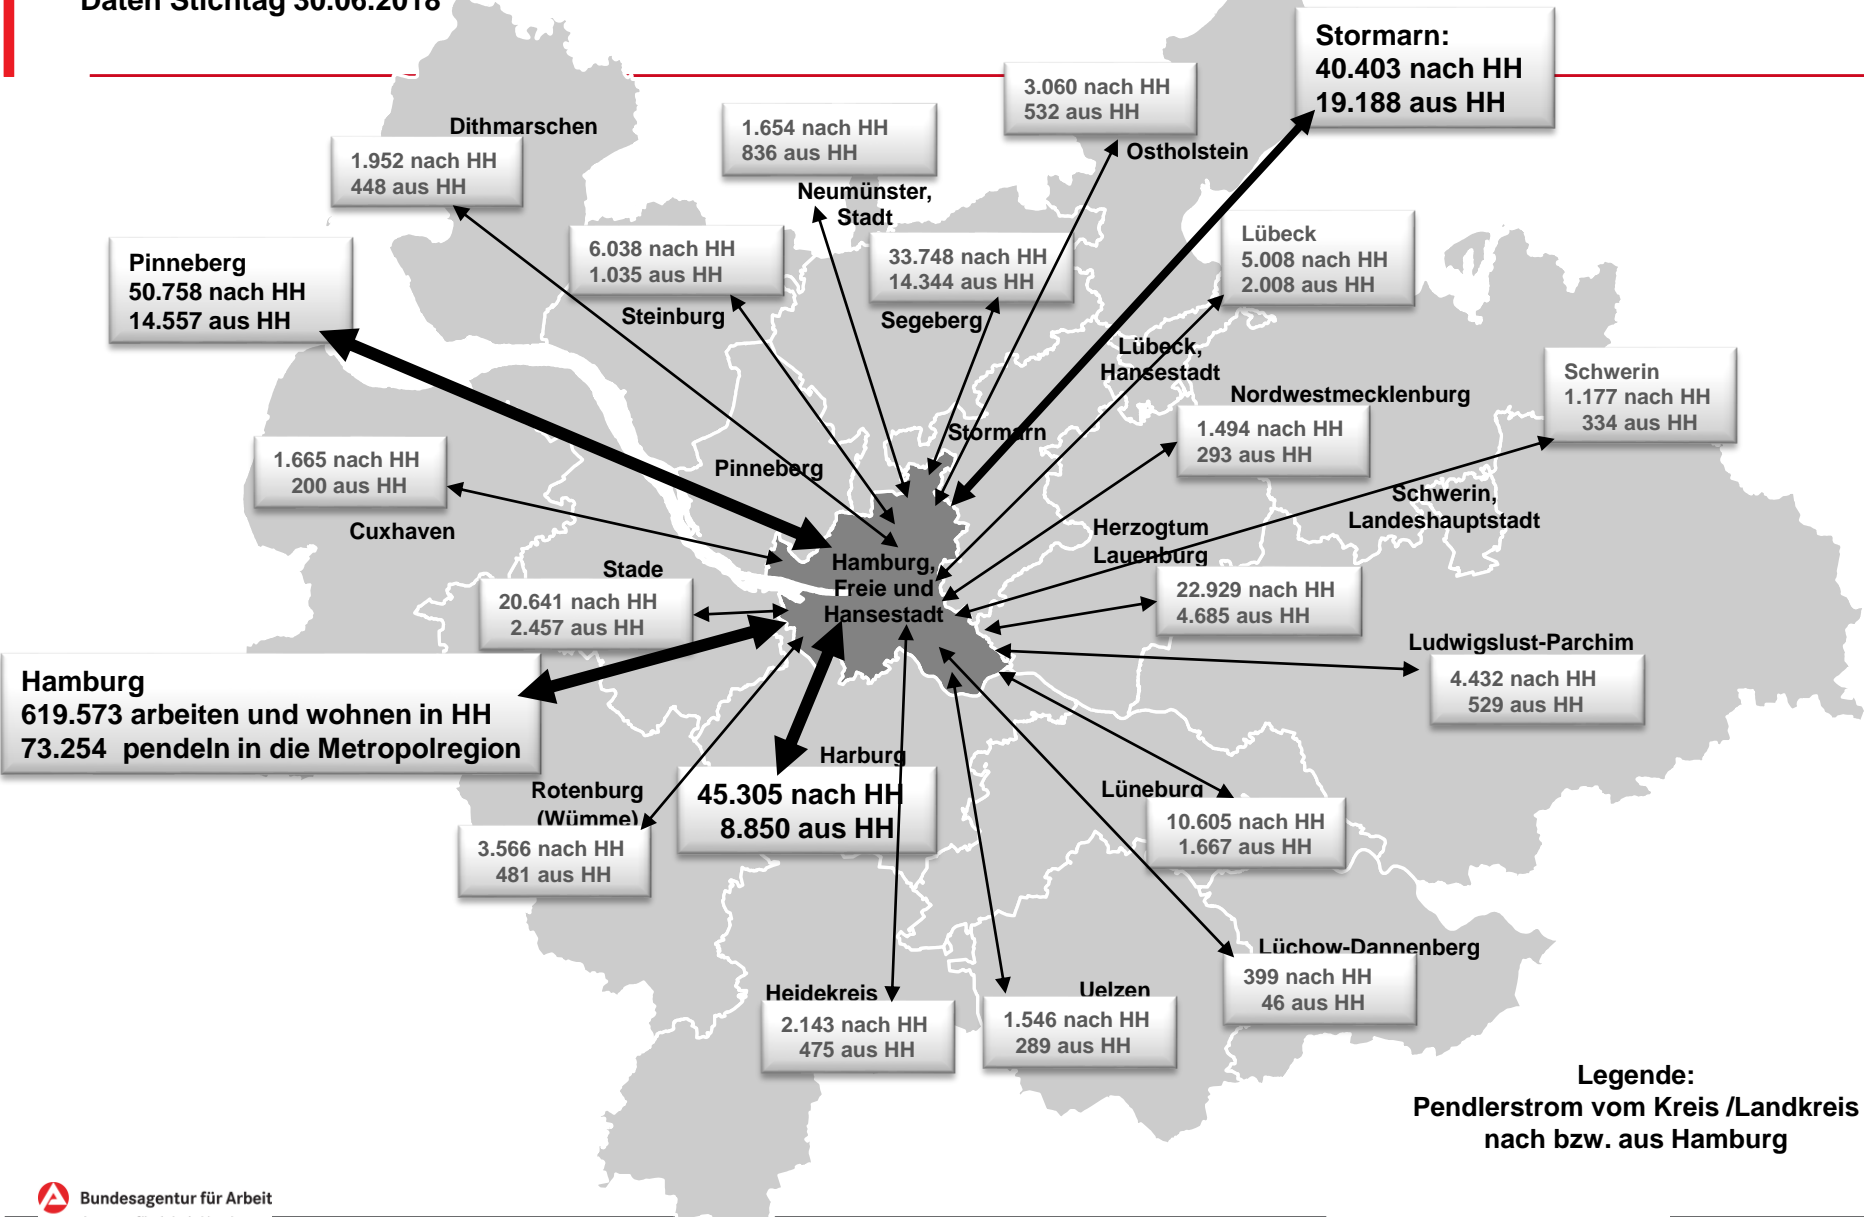 Daten Stichtag 30.06.2018
Stormarn:
40.403 nach HH
19.188 aus HH
3.060 nach HH
532 aus HH
Ostholstein
1.654 nach HH
836 aus HH
Neumünster,
Stadt
Dithmarschen
1.952 nach HH
448 aus HH
6.038 nach HH
1.035 aus HH
Steinburg
33.748 nach HH
14.344 aus HH
Segeberg
Lübeck
5.008 nach HH
2.008 aus HH
Lübeck,
Hansestadt
Pinneberg
50.758 nach HH
14.557 aus HH
Schwerin
1.177 nach HH
334 aus HH
Nordwestmecklenburg
1.494 nach HH
293 aus HH
Stormarn
Pinneberg
1.665 nach HH
200 aus HH
Cuxhaven
Schwerin,
Landeshauptstadt
Herzogtum
Lauenburg
22.929 nach HH
4.685 aus HH
Hamburg,
Freie und
Hansestadt
Stade
20.641 nach HH
2.457 aus HH
Ludwigslust-Parchim
4.432 nach HH
529 aus HH
Hamburg
619.573 arbeiten und wohnen in HH
73.254 pendeln in die Metropolregion
Harburg
45.305 nach HH
8.850 aus HH
Rotenburg
(Wümme)
3.566 nach HH
481 aus HH
Lüneburg
10.605 nach HH
1.667 aus HH
Lüchow-Dannenberg
399 nach HH
46 aus HH
Heidekreis
2.143 nach HH
475 aus HH
Uelzen
1.546 nach HH
289 aus HH
Legende:
Pendlerstrom vom Kreis /Landkreis
nach bzw. aus Hamburg
Bundesagentur für Arbeit